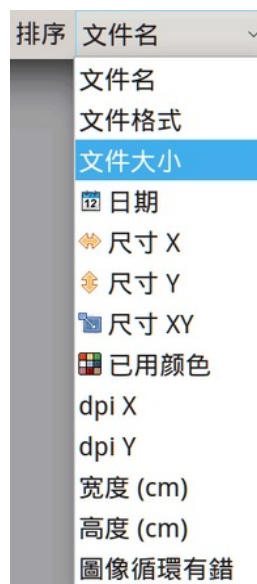 排序 文件名
文件名
文件格式
文件大小
12 日期
尺寸 X
尺寸 Y
尺寸 XY
已用颜色
dpi X
dpi Y
宽度 (cm)
高度 (cm)
圖像循環有錯